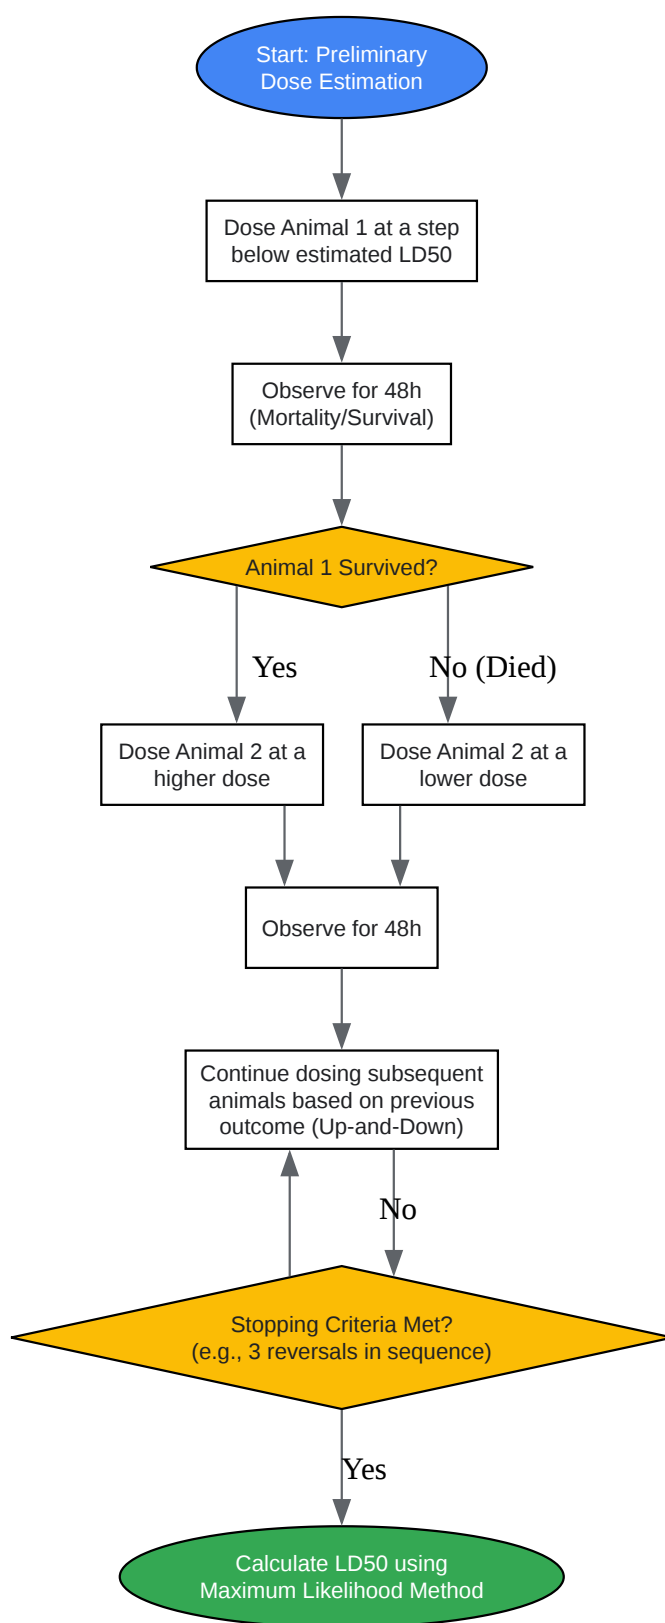 Start: Preliminary
Dose Estimation
Dose Animal 1 at a step
below estimated LD50
Observe for 48h
(Mortality/Survival)
Animal 1 Survived?
Yes
No (Died)
Dose Animal 2 at a
higher dose
Dose Animal 2 at a
lower dose
Observe for 48h
Continue dosing subsequent
animals based on previous
outcome (Up-and-Down)
No
Stopping Criteria Met?
(e.g., 3 reversals in sequence)
Yes
Calculate LD50 using
Maximum Likelihood Method